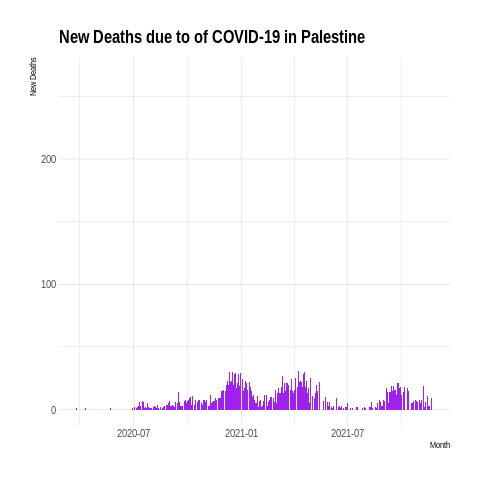 New Deaths due to of COVID-19 in Palestine
New Deaths
200
100
0
2020-07
2021-01
2021-07
Month